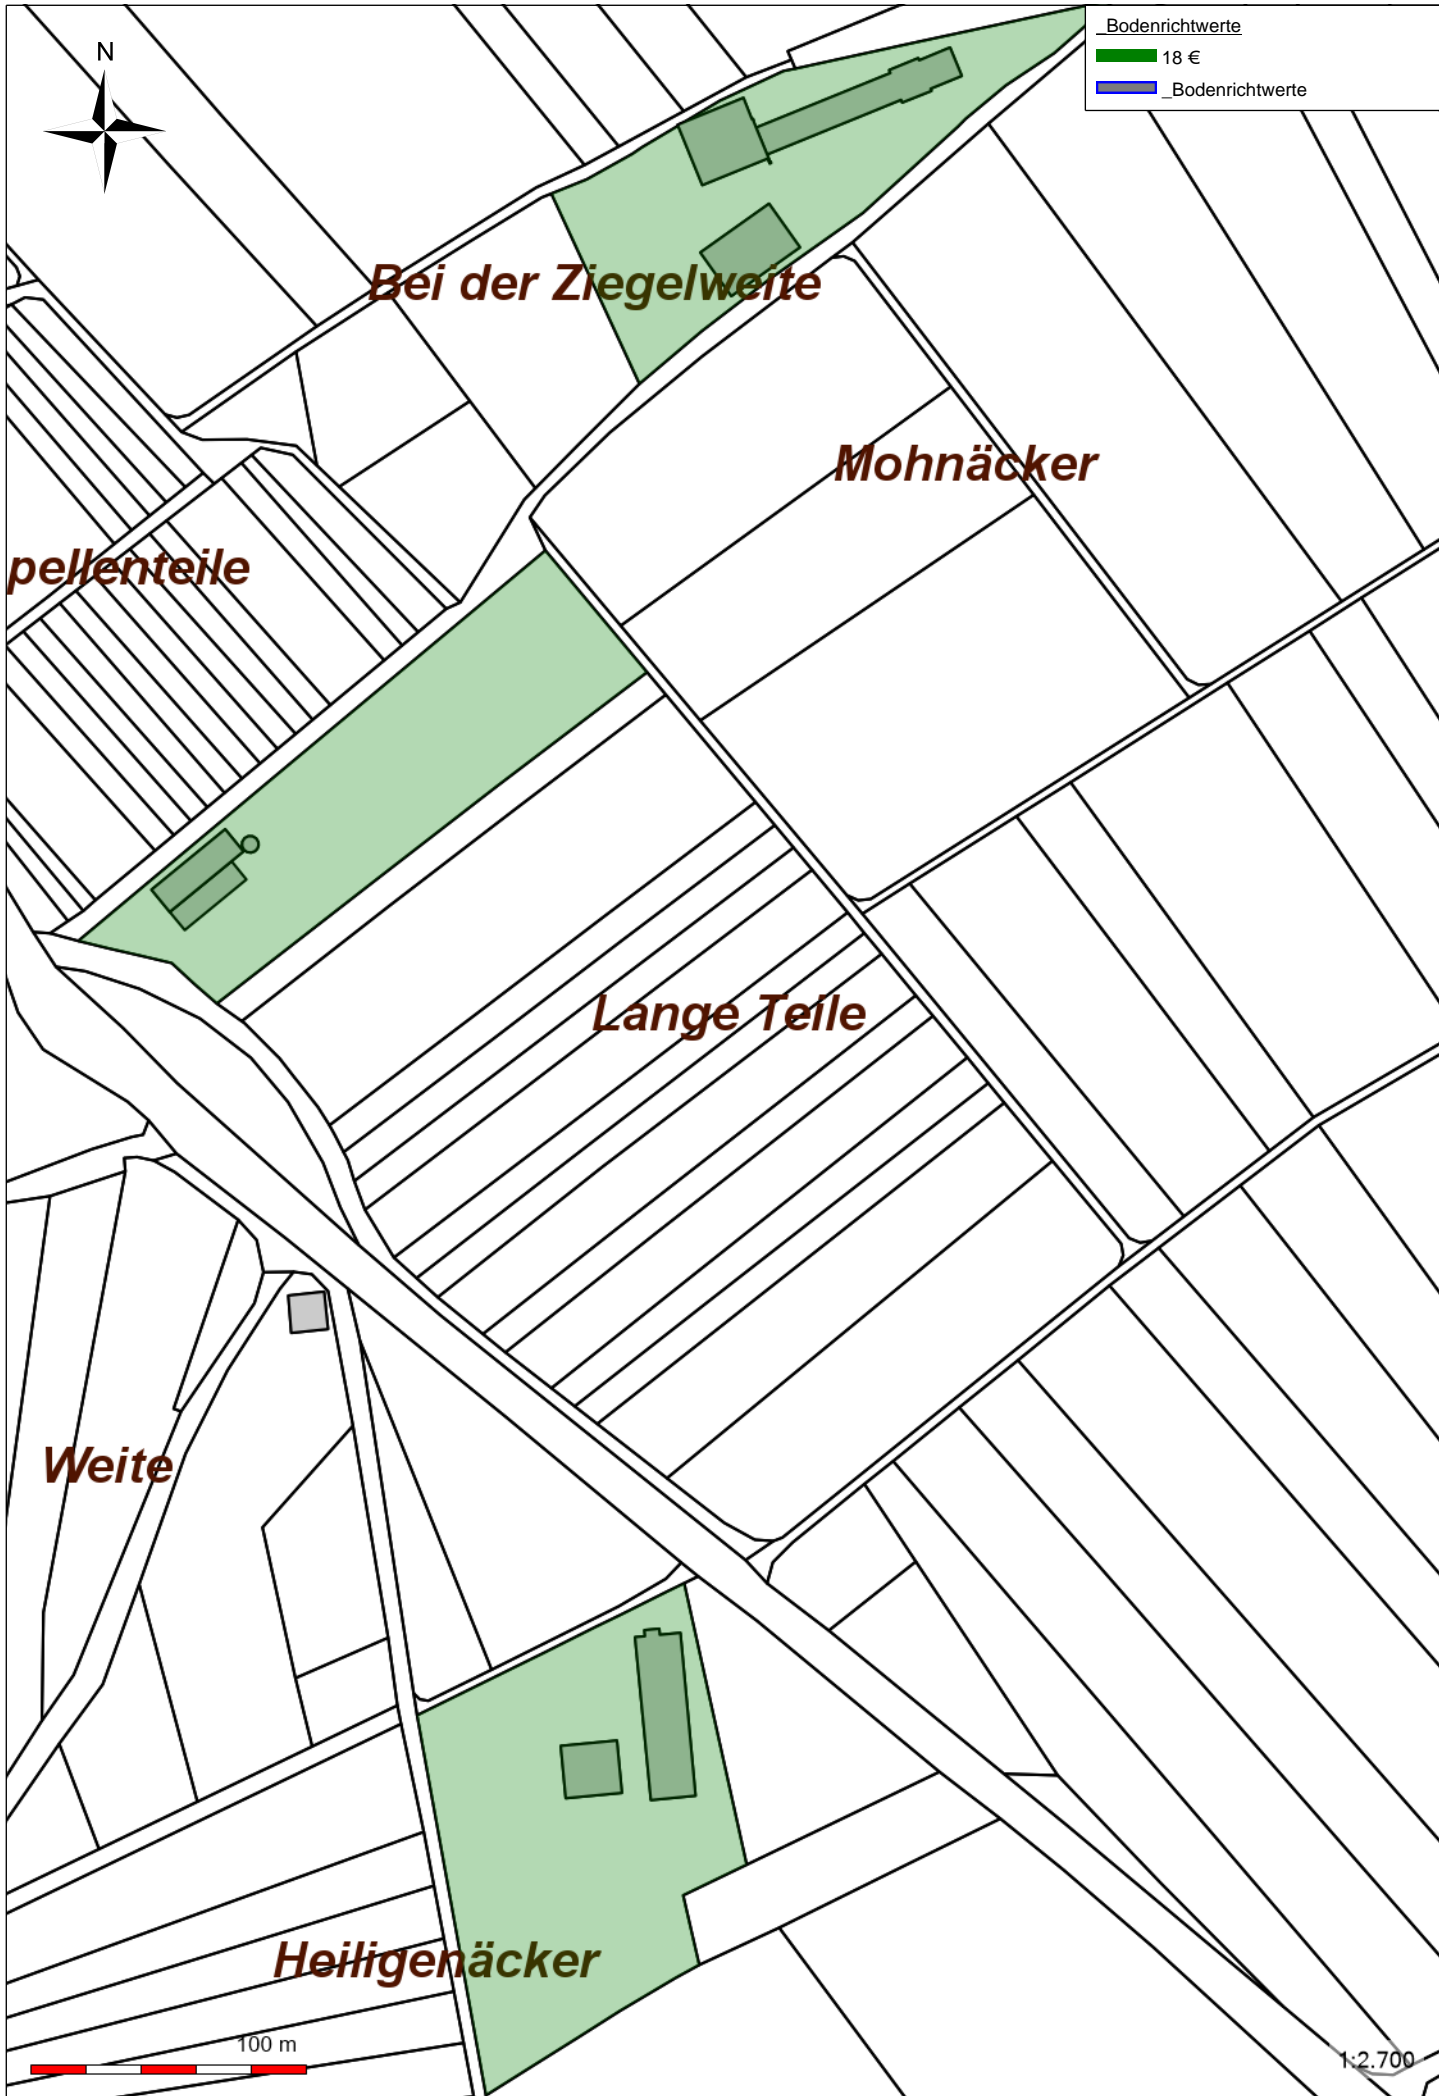 _Bodenrichtwerte
18 €
_Bodenrichtwerte
N
Bei der Ziegelweite
Mohnäcker
pellenteile
Lange Teile
Weite
Heiligenäcker
100 m
1:2.700